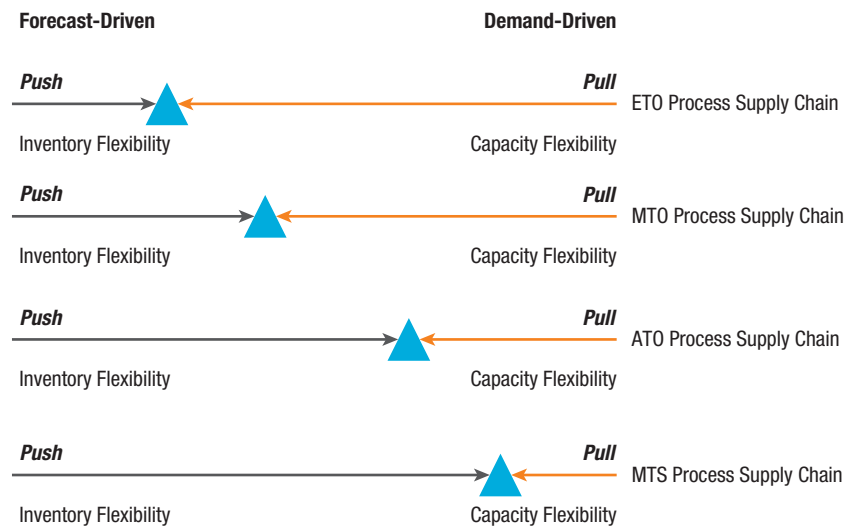 Forecast-Driven Demand-Driven
Push Pull
ETO Process Supply Chain
Inventory Flexibility Capacity Flexibility
Push Pull
MTO Process Supply Chain
Inventory Flexibility Capacity Flexibility
Push Pull
ATO Process Supply Chain
Inventory Flexibility Capacity Flexibility
Push Pull
MTS Process Supply Chain
Inventory Flexibility Capacity Flexibility